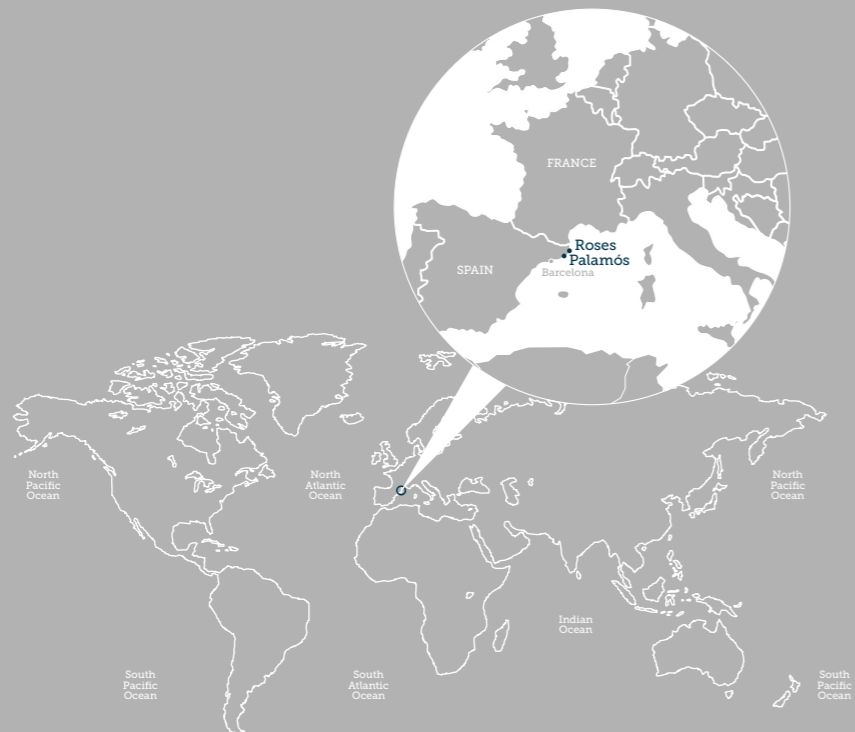 FRANCE
Roses
Palamós
SPAIN
Barcelona
North
Pacific
Ocean
North
Atlantic
Ocean
North
Pacific
Ocean
Indian
Ocean
South
Pacific
Ocean
South
Atlantic
Ocean
South
Pacific
Ocean